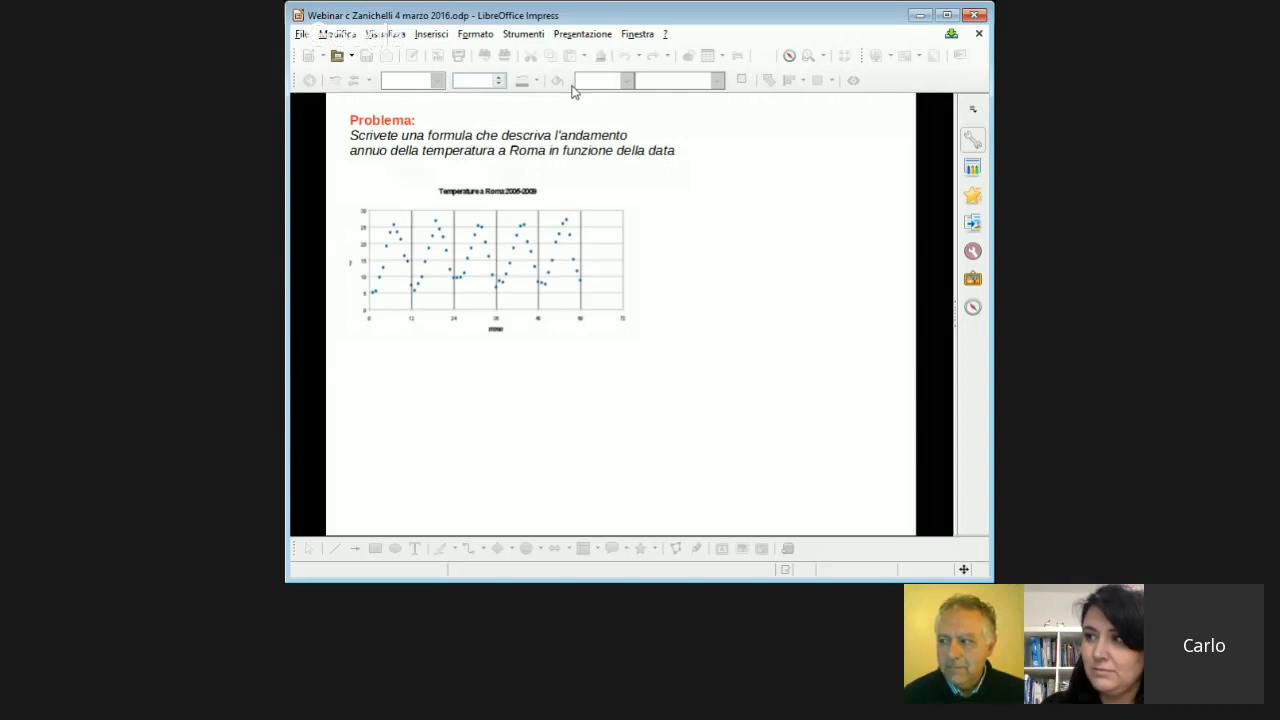 Webinar c Zanichelli 4 marzo 2016.odp - LibreOffice Impress
File Modifica Visualizza Inserisci Formato Strumenti Presentazione Finestra ?
Problema:
Scrivete una formula che descriva l'andamento
annuo della temperatura a Roma in funzione della data
Temperature a Roma 2005-2009
30
25
20
15
10
5
0
0 12 24 36 48 60 72
mese
Carlo